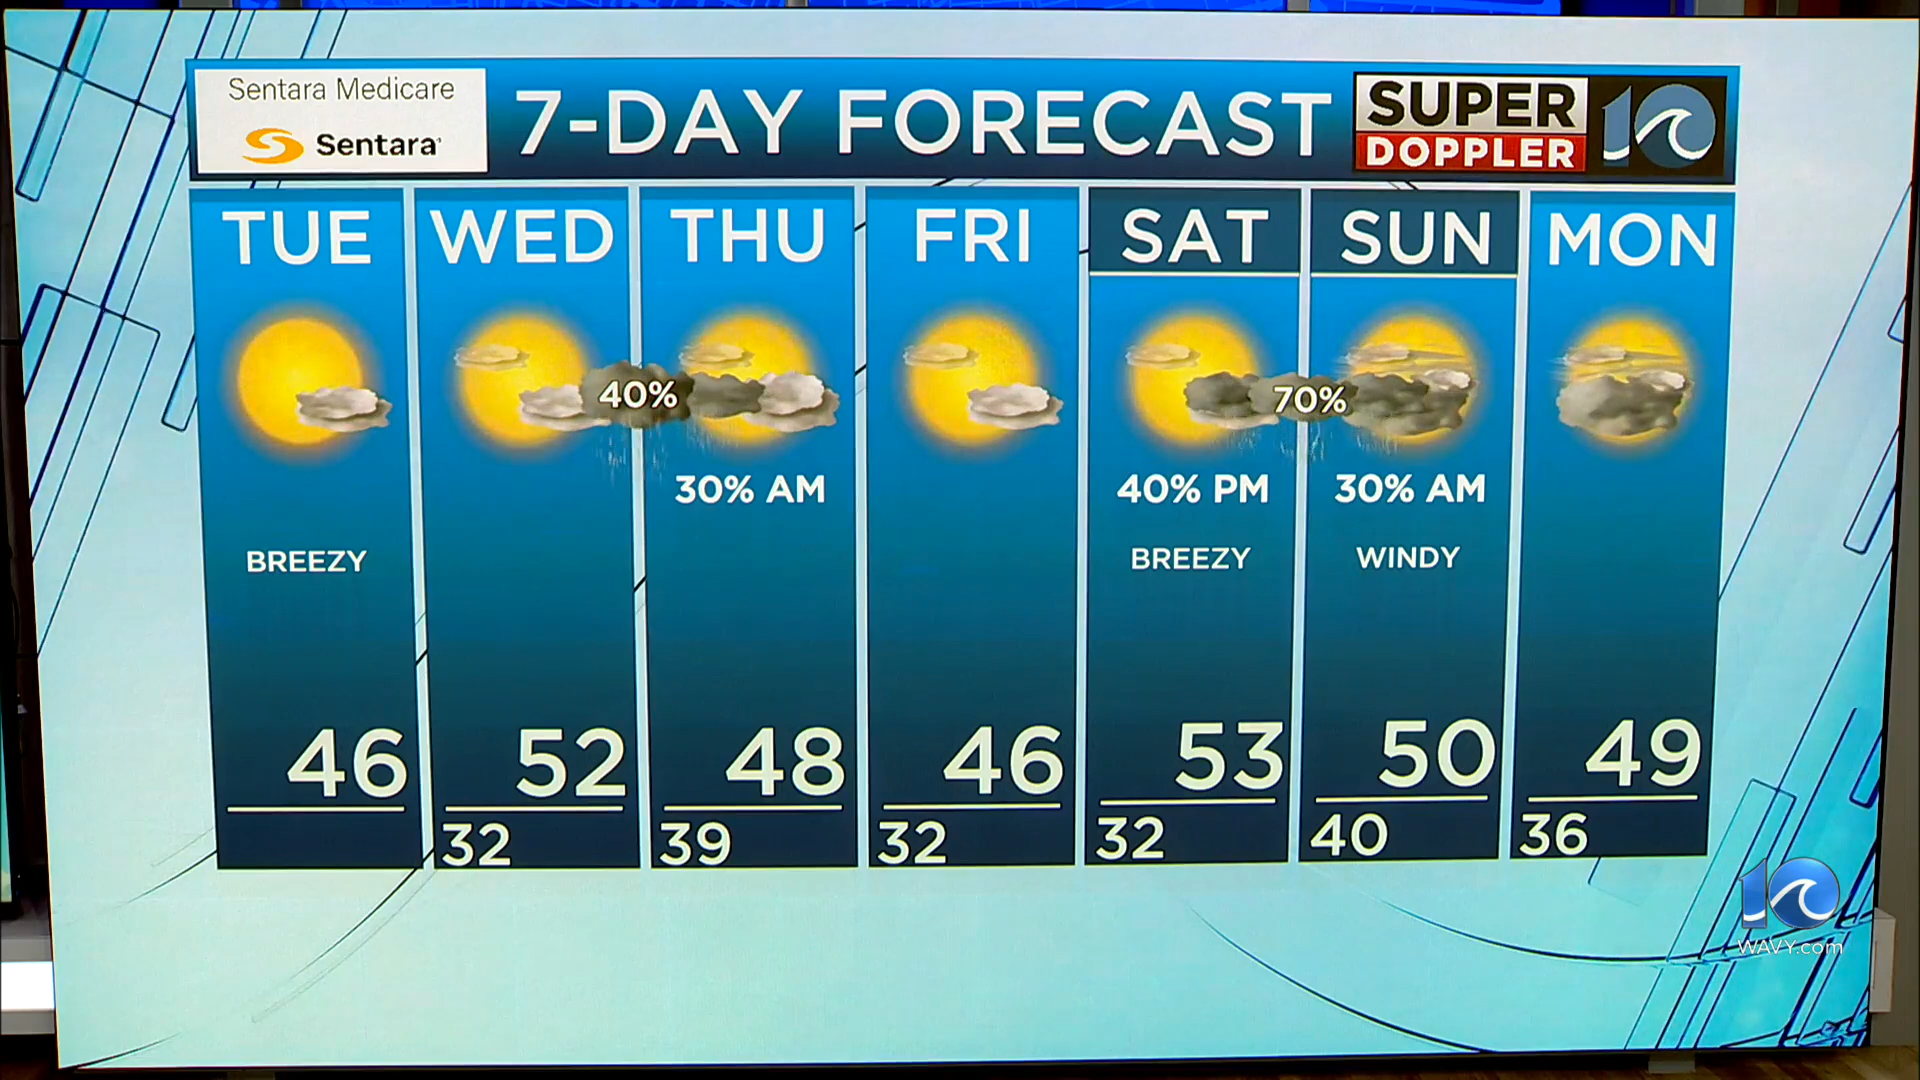 Sentara Medicare
Sentara
7-DAY FORECAST
SUPER
DOPPLER
10
TUE WED THU FRI SAT SUN MON
40% 70%
30% AM 40% PM 30% AM
BREEZY BREEZY WINDY
46 52 48 46 53 50 49
32 39 32 32 40 36
10
WAVY.com